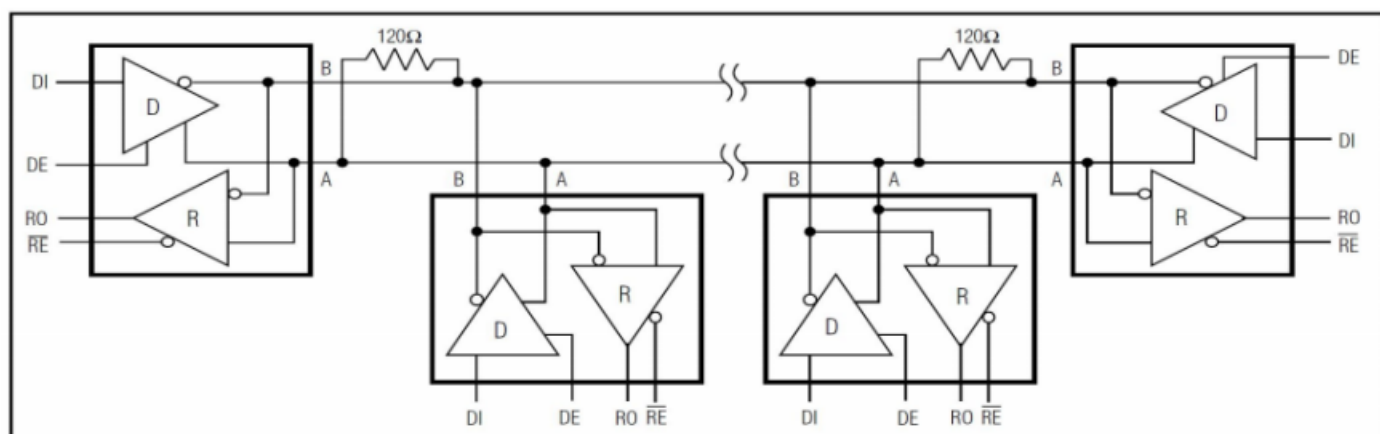 120Ω 120Ω
B B DE
DI
D D
DI
DE
A B A B A A
RO R R RO
RE RE
R R
D D
DI DE RO RE DI DE RO RE